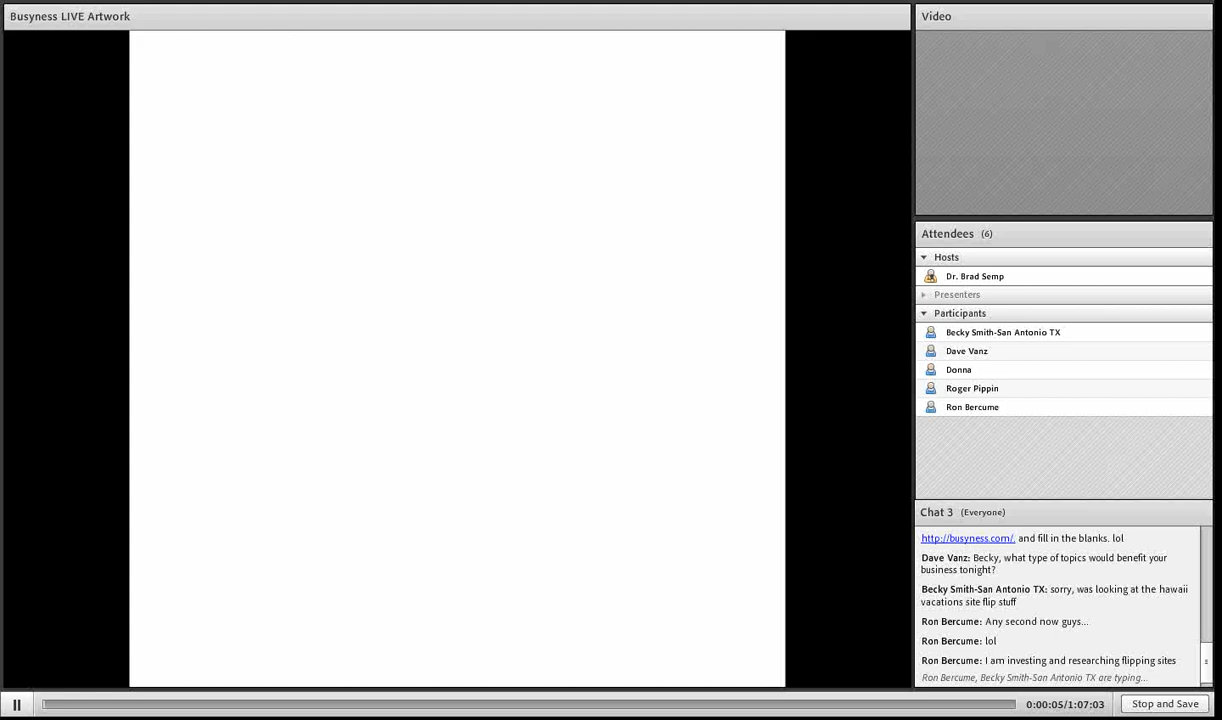 Busyness LIVE Artwork
Video
Attendees (6)
Hosts
Dr. Brad Semp
Presenters
Participants
Becky Smith-San Antonio TX
Dave Vanz
Donna
Roger Pippin
Ron Bercume
Chat 3 (Everyone)
http://busyness.com/. and fill in the blanks. lol
Dave Vanz: Becky, what type of topics would benefit your
business tonight?
Becky Smith-San Antonio TX: sorry, was looking at the hawaii
vacations site flip stuff
Ron Bercume: Any second now guys...
Ron Bercume: lol
Ron Bercume: I am investing and researching flipping sites
Ron Bercume, Becky Smith-San Antonio TX are typing...
0:00:05/1:07:03
Stop and Save